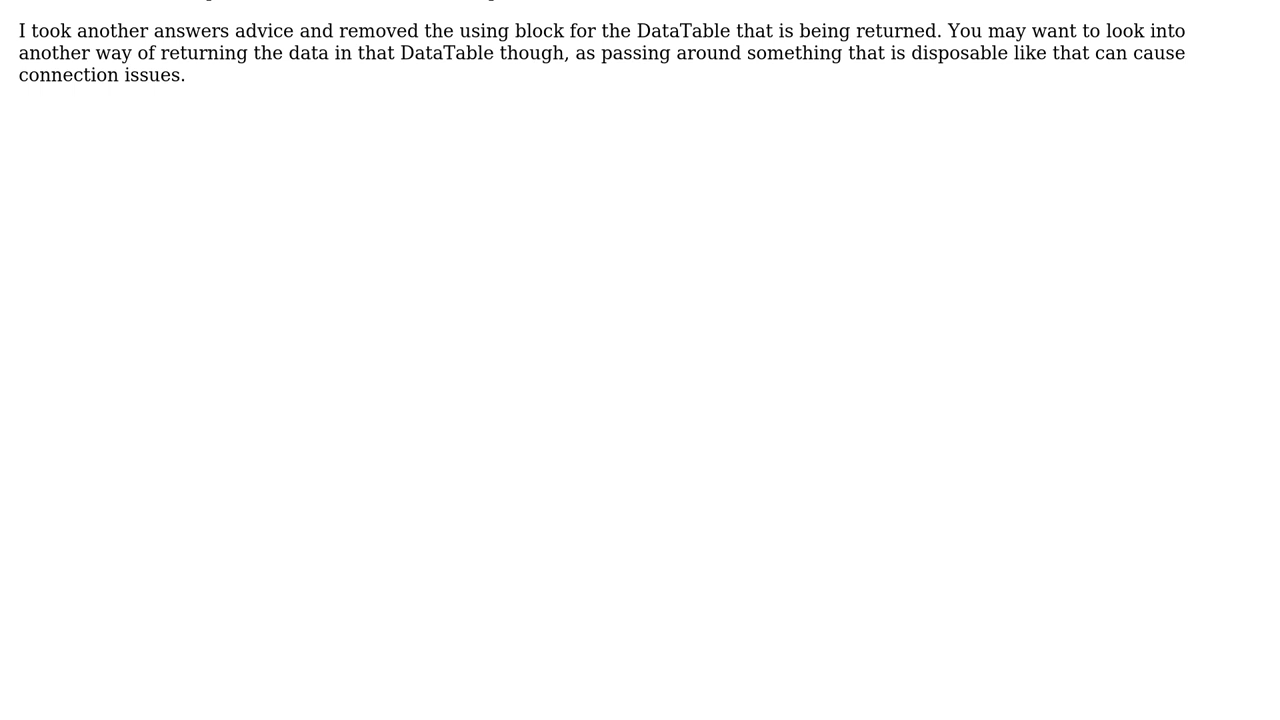 I took another answers advice and removed the using block for the DataTable that is being returned. You may want to look into
another way of returning the data in that DataTable though, as passing around something that is disposable like that can cause
connection issues.